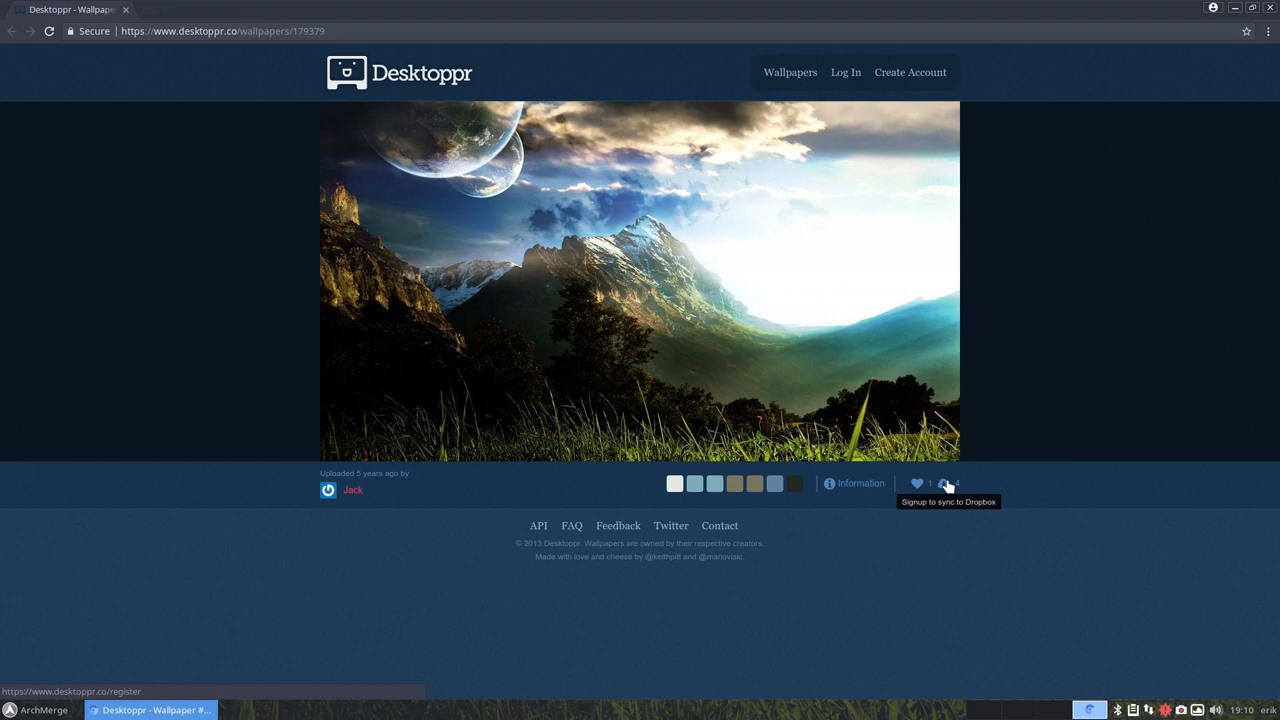 Desktoppr - Wallpape
Secure
https://www.desktoppr.co/wallpapers/179379
Desktoppr
Wallpapers Log In Create Account
Uploaded 5 years ago by
Jack
Information
1
4
Signup to sync to Dropbox
API FAQ Feedback Twitter Contact
© 2013 Desktoppr. Wallpapers are owned by their respective creators.
Made with love and cheese by @keithpitt and @mariovisic.
https://www.desktoppr.co/register
ArchMerge
Desktoppr - Wallpaper #...
19:10 erik